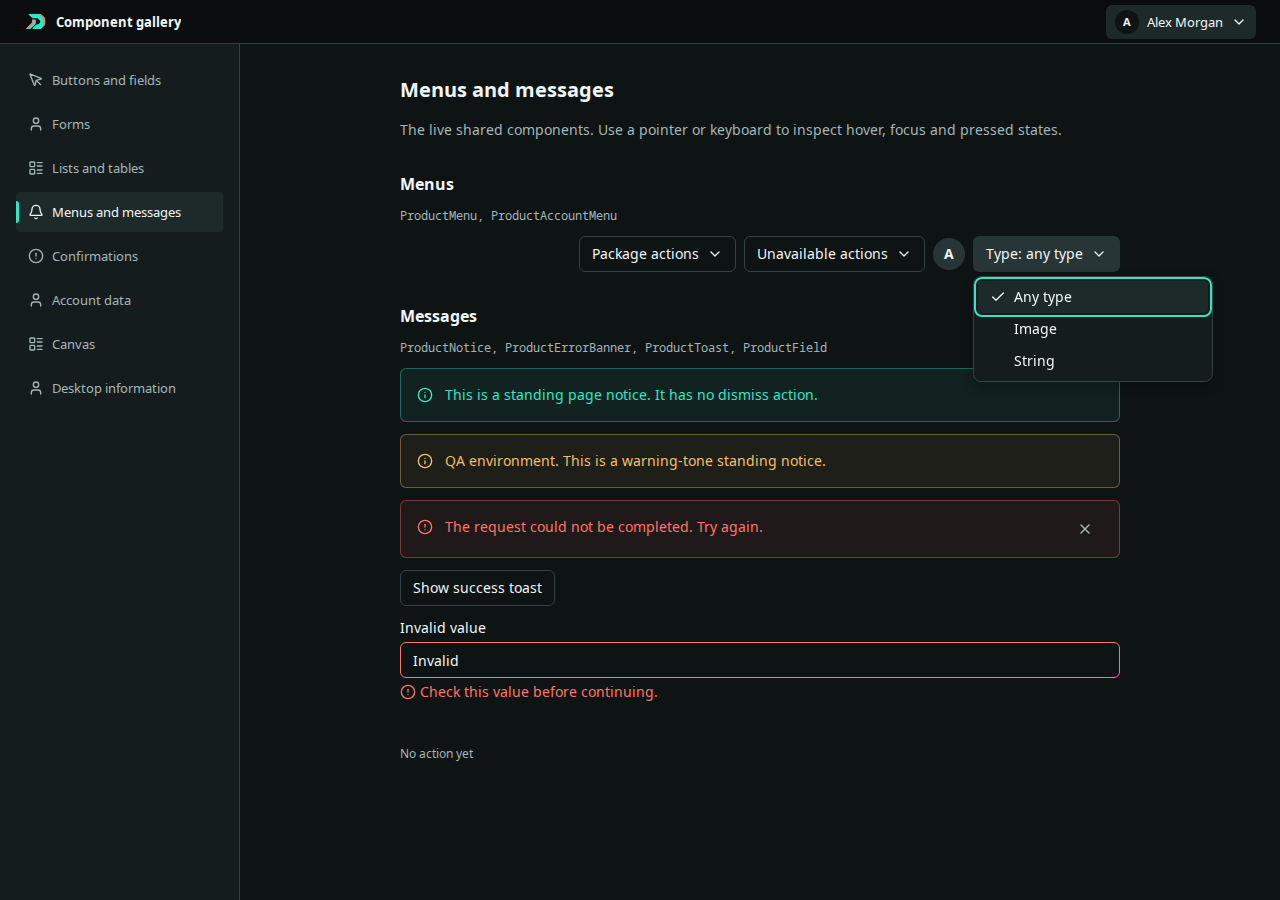 Component gallery
A Alex Morgan
Buttons and fields
Forms
Lists and tables
Menus and messages
Confirmations
Account data
Canvas
Desktop information
Menus and messages
The live shared components. Use a pointer or keyboard to inspect hover, focus and pressed states.
Menus
ProductMenu, ProductAccountMenu
Package actions Unavailable actions A Type: any type
Any type
Image
String
Messages
ProductNotice, ProductErrorBanner, ProductToast, ProductField
This is a standing page notice. It has no dismiss action.
QA environment. This is a warning-tone standing notice.
The request could not be completed. Try again.
Show success toast
Invalid value
Invalid
Check this value before continuing.
No action yet